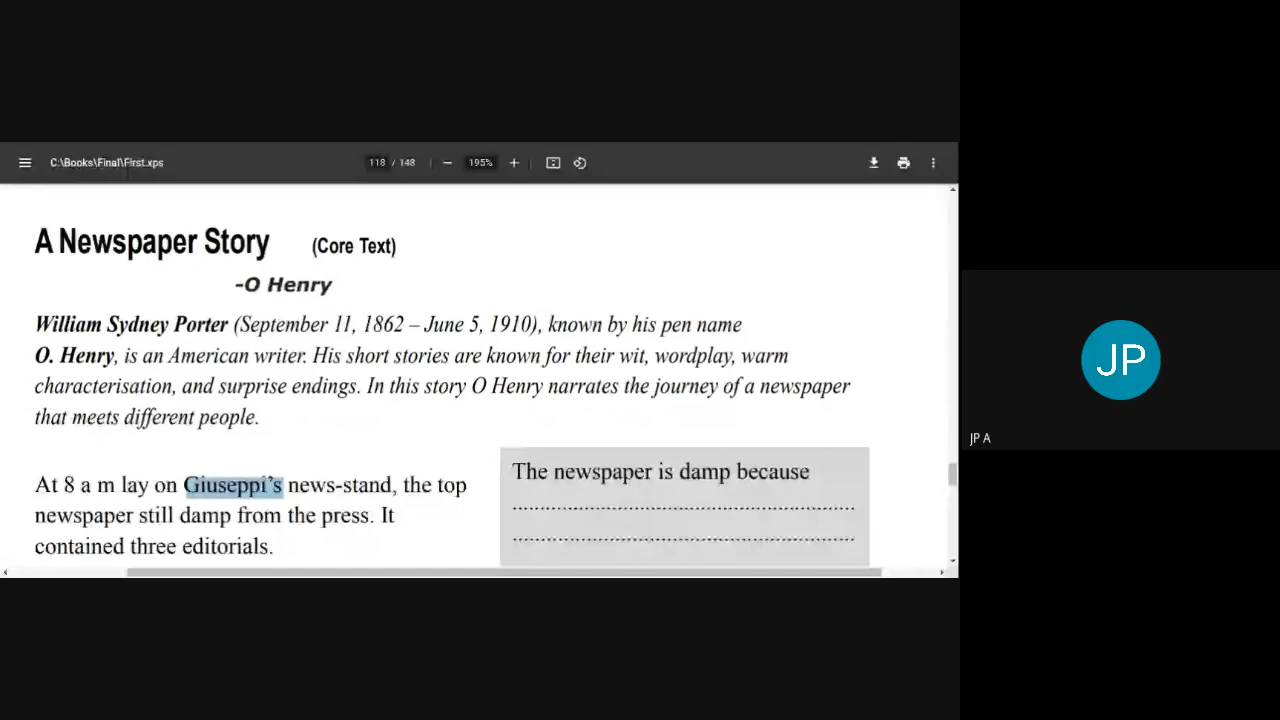 C:\Books\Final\First.xps
118 / 148
195%
A Newspaper Story (Core Text)
-O Henry
William Sydney Porter (September 11, 1862 – June 5, 1910), known by his pen name
O. Henry, is an American writer. His short stories are known for their wit, wordplay, warm
characterisation, and surprise endings. In this story O Henry narrates the journey of a newspaper
that meets different people.
At 8 a m lay on Giuseppi's news-stand, the top
newspaper still damp from the press. It
contained three editorials.
The newspaper is damp because
.......................................................................
.......................................................................
JP
JP A